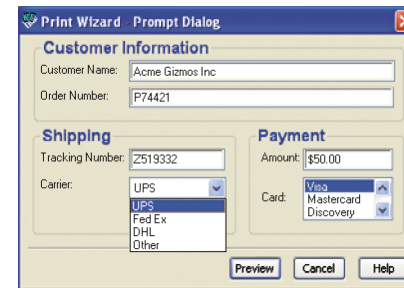 Print Wizard - Prompt Dialog
Customer Information
Customer Name: Acme Gizmos Inc
Order Number: P74421
Shipping
Tracking Number: Z519332
Carrier: UPS
UPS
Fed Ex
DHL
Other
Payment
Amount: $50.00
Card: Visa
Mastercard
Discovery
Preview Cancel Help